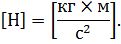 [Н] = [кг × м / с²].